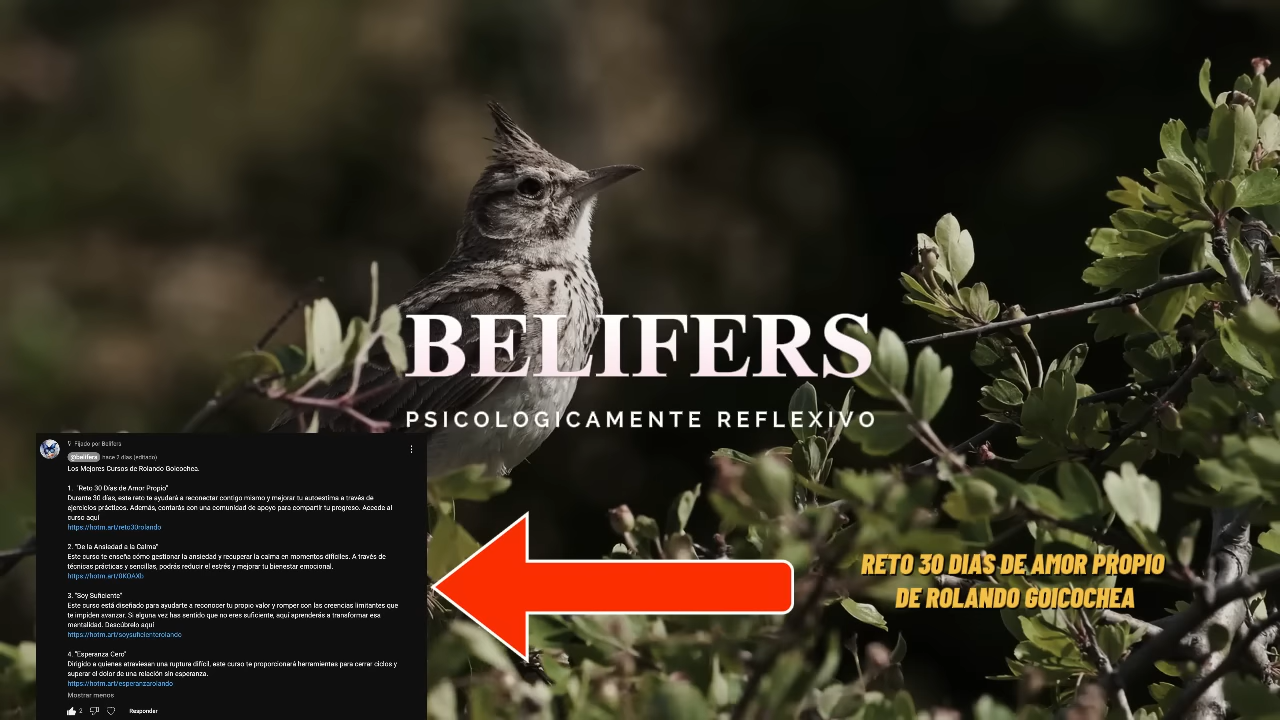 BELIFERS
PSICOLOGICAMENTE REFLEXIVO
Fijado por Belifers
@belifers hace 2 días (editado)
Los Mejores Cursos de Rolando Goicochea.
1. "Reto 30 Días de Amor Propio"
Durante 30 días, este reto te ayudará a reconectar contigo mismo y mejorar tu autoestima a través de
ejercicios prácticos. Además, contarás con una comunidad de apoyo para compartir tu progreso. Accede al
curso aquí
https://hotm.art/reto30rolando
2. "De la Ansiedad a la Calma"
Este curso te enseña cómo gestionar la ansiedad y recuperar la calma en momentos difíciles. A través de
técnicas prácticas y sencillas, podrás reducir el estrés y mejorar tu bienestar emocional.
https://hotm.art/0KOAXb
3. "Soy Suficiente"
Este curso está diseñado para ayudarte a reconocer tu propio valor y romper con las creencias limitantes que
te impiden avanzar. Si alguna vez has sentido que no eres suficiente, aquí aprenderás a transformar esa
mentalidad. Descúbrelo aquí
https://hotm.art/soysuficienterolando
4. "Esperanza Cero"
Dirigido a quienes atraviesan una ruptura difícil, este curso te proporcionará herramientas para cerrar ciclos y
superar el dolor de una relación sin esperanza.
https://hotm.art/esperanzarolando
Mostrar menos
2 Responder
RETO 30 DIAS DE AMOR PROPIO
DE ROLANDO GOICOCHEA